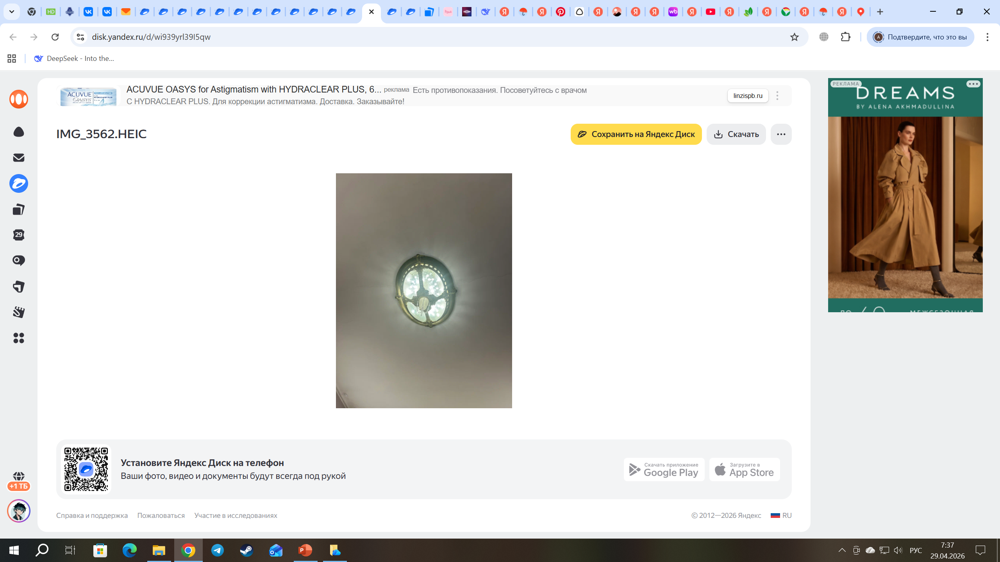 disk.yandex.ru/d/wi939yrl39I5qw
Подтвердите, что это вы
DeepSeek - Into the...
ACUVUE OASYS for Astigmatism with HYDRACLEAR PLUS, 6... реклама Есть противопоказания. Посоветуйтесь с врачом
С HYDRACLEAR PLUS. Для коррекции астигматизма. Доставка. Заказывайте!
linzispb.ru
ACUVUE
OASYS
РЕКЛАМА
DREAMS
BY ALENA AKHMADULLINA
IMG_3562.HEIC
Сохранить на Яндекс Диск
Скачать
29
+1 ТБ
Установите Яндекс Диск на телефон
Ваши фото, видео и документы будут всегда под рукой
Скачать приложение
Google Play
Загрузите в
App Store
Справка и поддержка
Пожаловаться
Участие в исследованиях
© 2012—2026 Яндекс
RU
РУС
7:37
29.04.2026